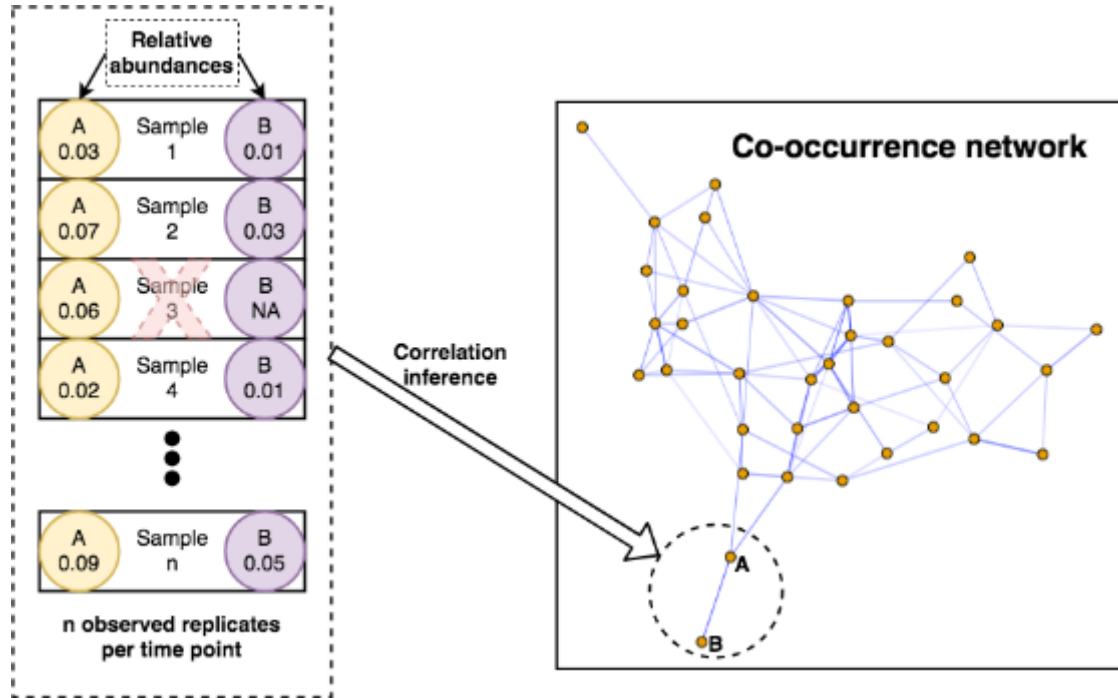 Relative
abundances
A
0.03
Sample
1
B
0.01
A
0.07
Sample
2
B
0.03
A
0.06
Sample
3
B
NA
A
0.02
Sample
4
B
0.01
A
0.09
Sample
n
B
0.05
n observed replicates
per time point
Correlation
inference
Co-occurrence network
A
B